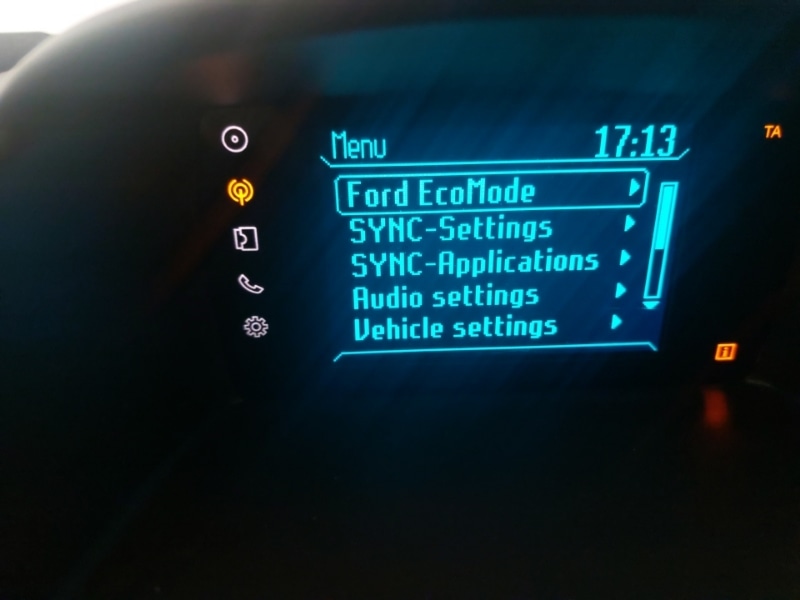 Menu 17:13
TA
Ford EcoMode
SYNC-Settings
SYNC-Applications
Audio settings
Vehicle settings
i